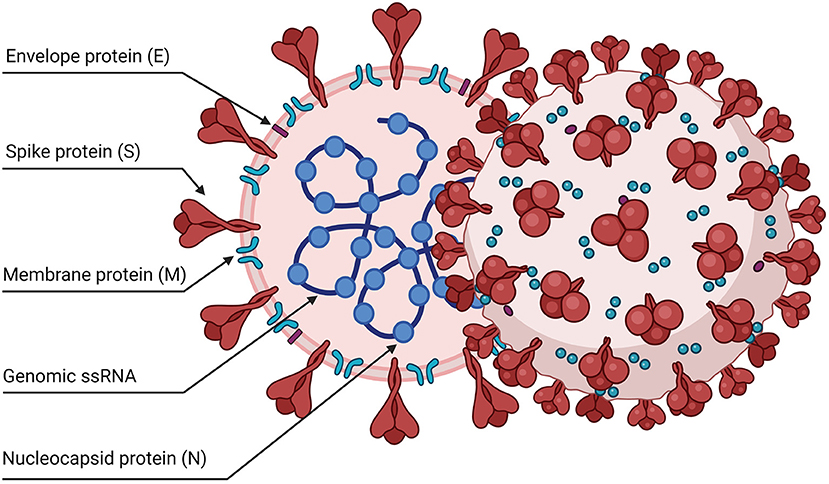 Envelope protein (E)
Spike protein (S)
Membrane protein (M)
Genomic ssRNA
Nucleocapsid protein (N)